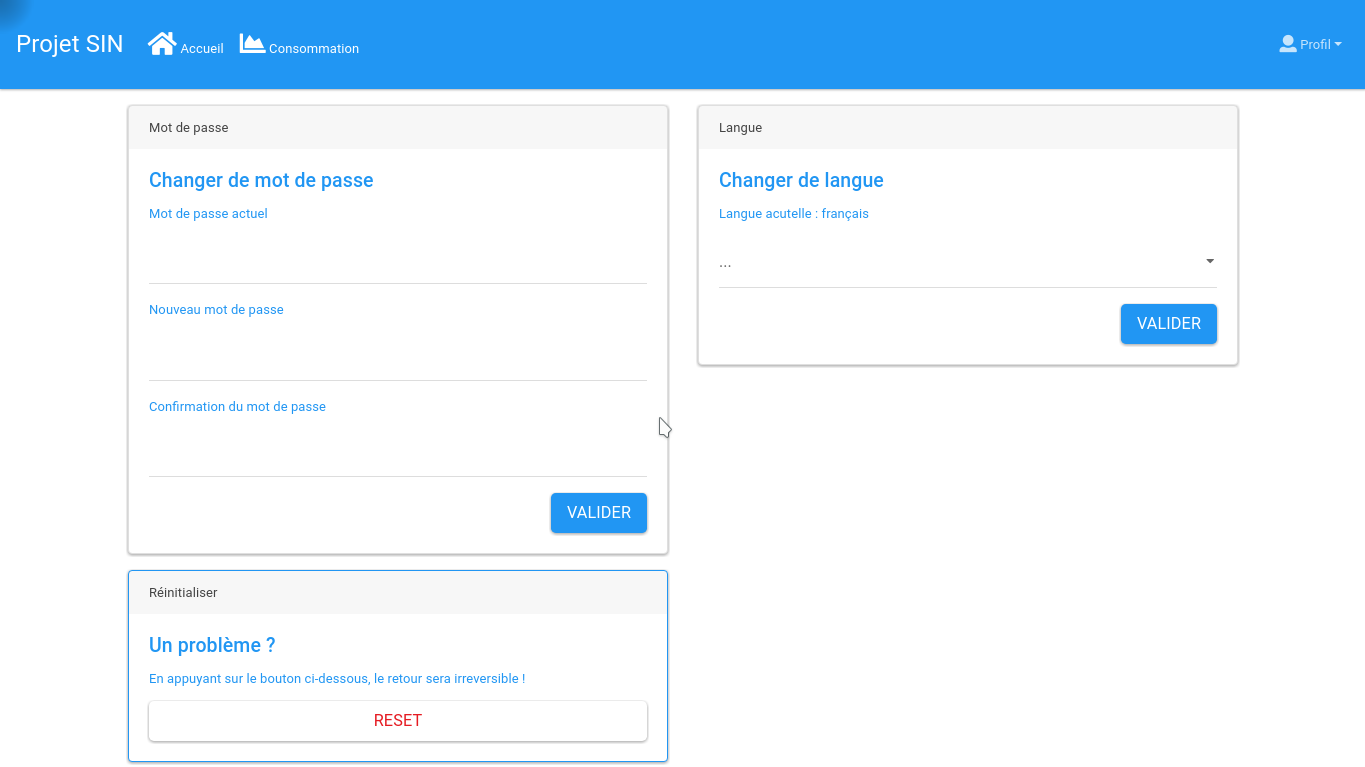 Projet SIN
Accueil
Consommation
Profil
Mot de passe
Changer de mot de passe
Mot de passe actuel
Nouveau mot de passe
Confirmation du mot de passe
VALIDER
Langue
Changer de langue
Langue acutelle : français
...
VALIDER
Réinitialiser
Un problème ?
En appuyant sur le bouton ci-dessous, le retour sera irreversible !
RESET